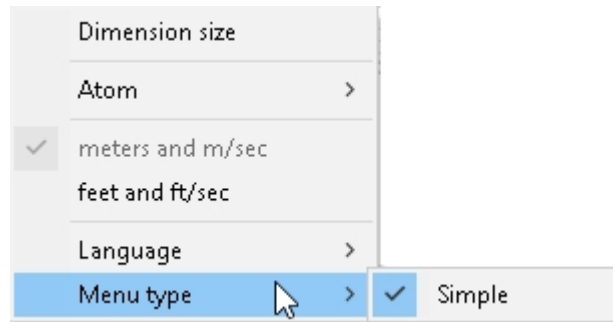 Dimension size
Atom
meters and m/sec
feet and ft/sec
Language
Menu type
Simple